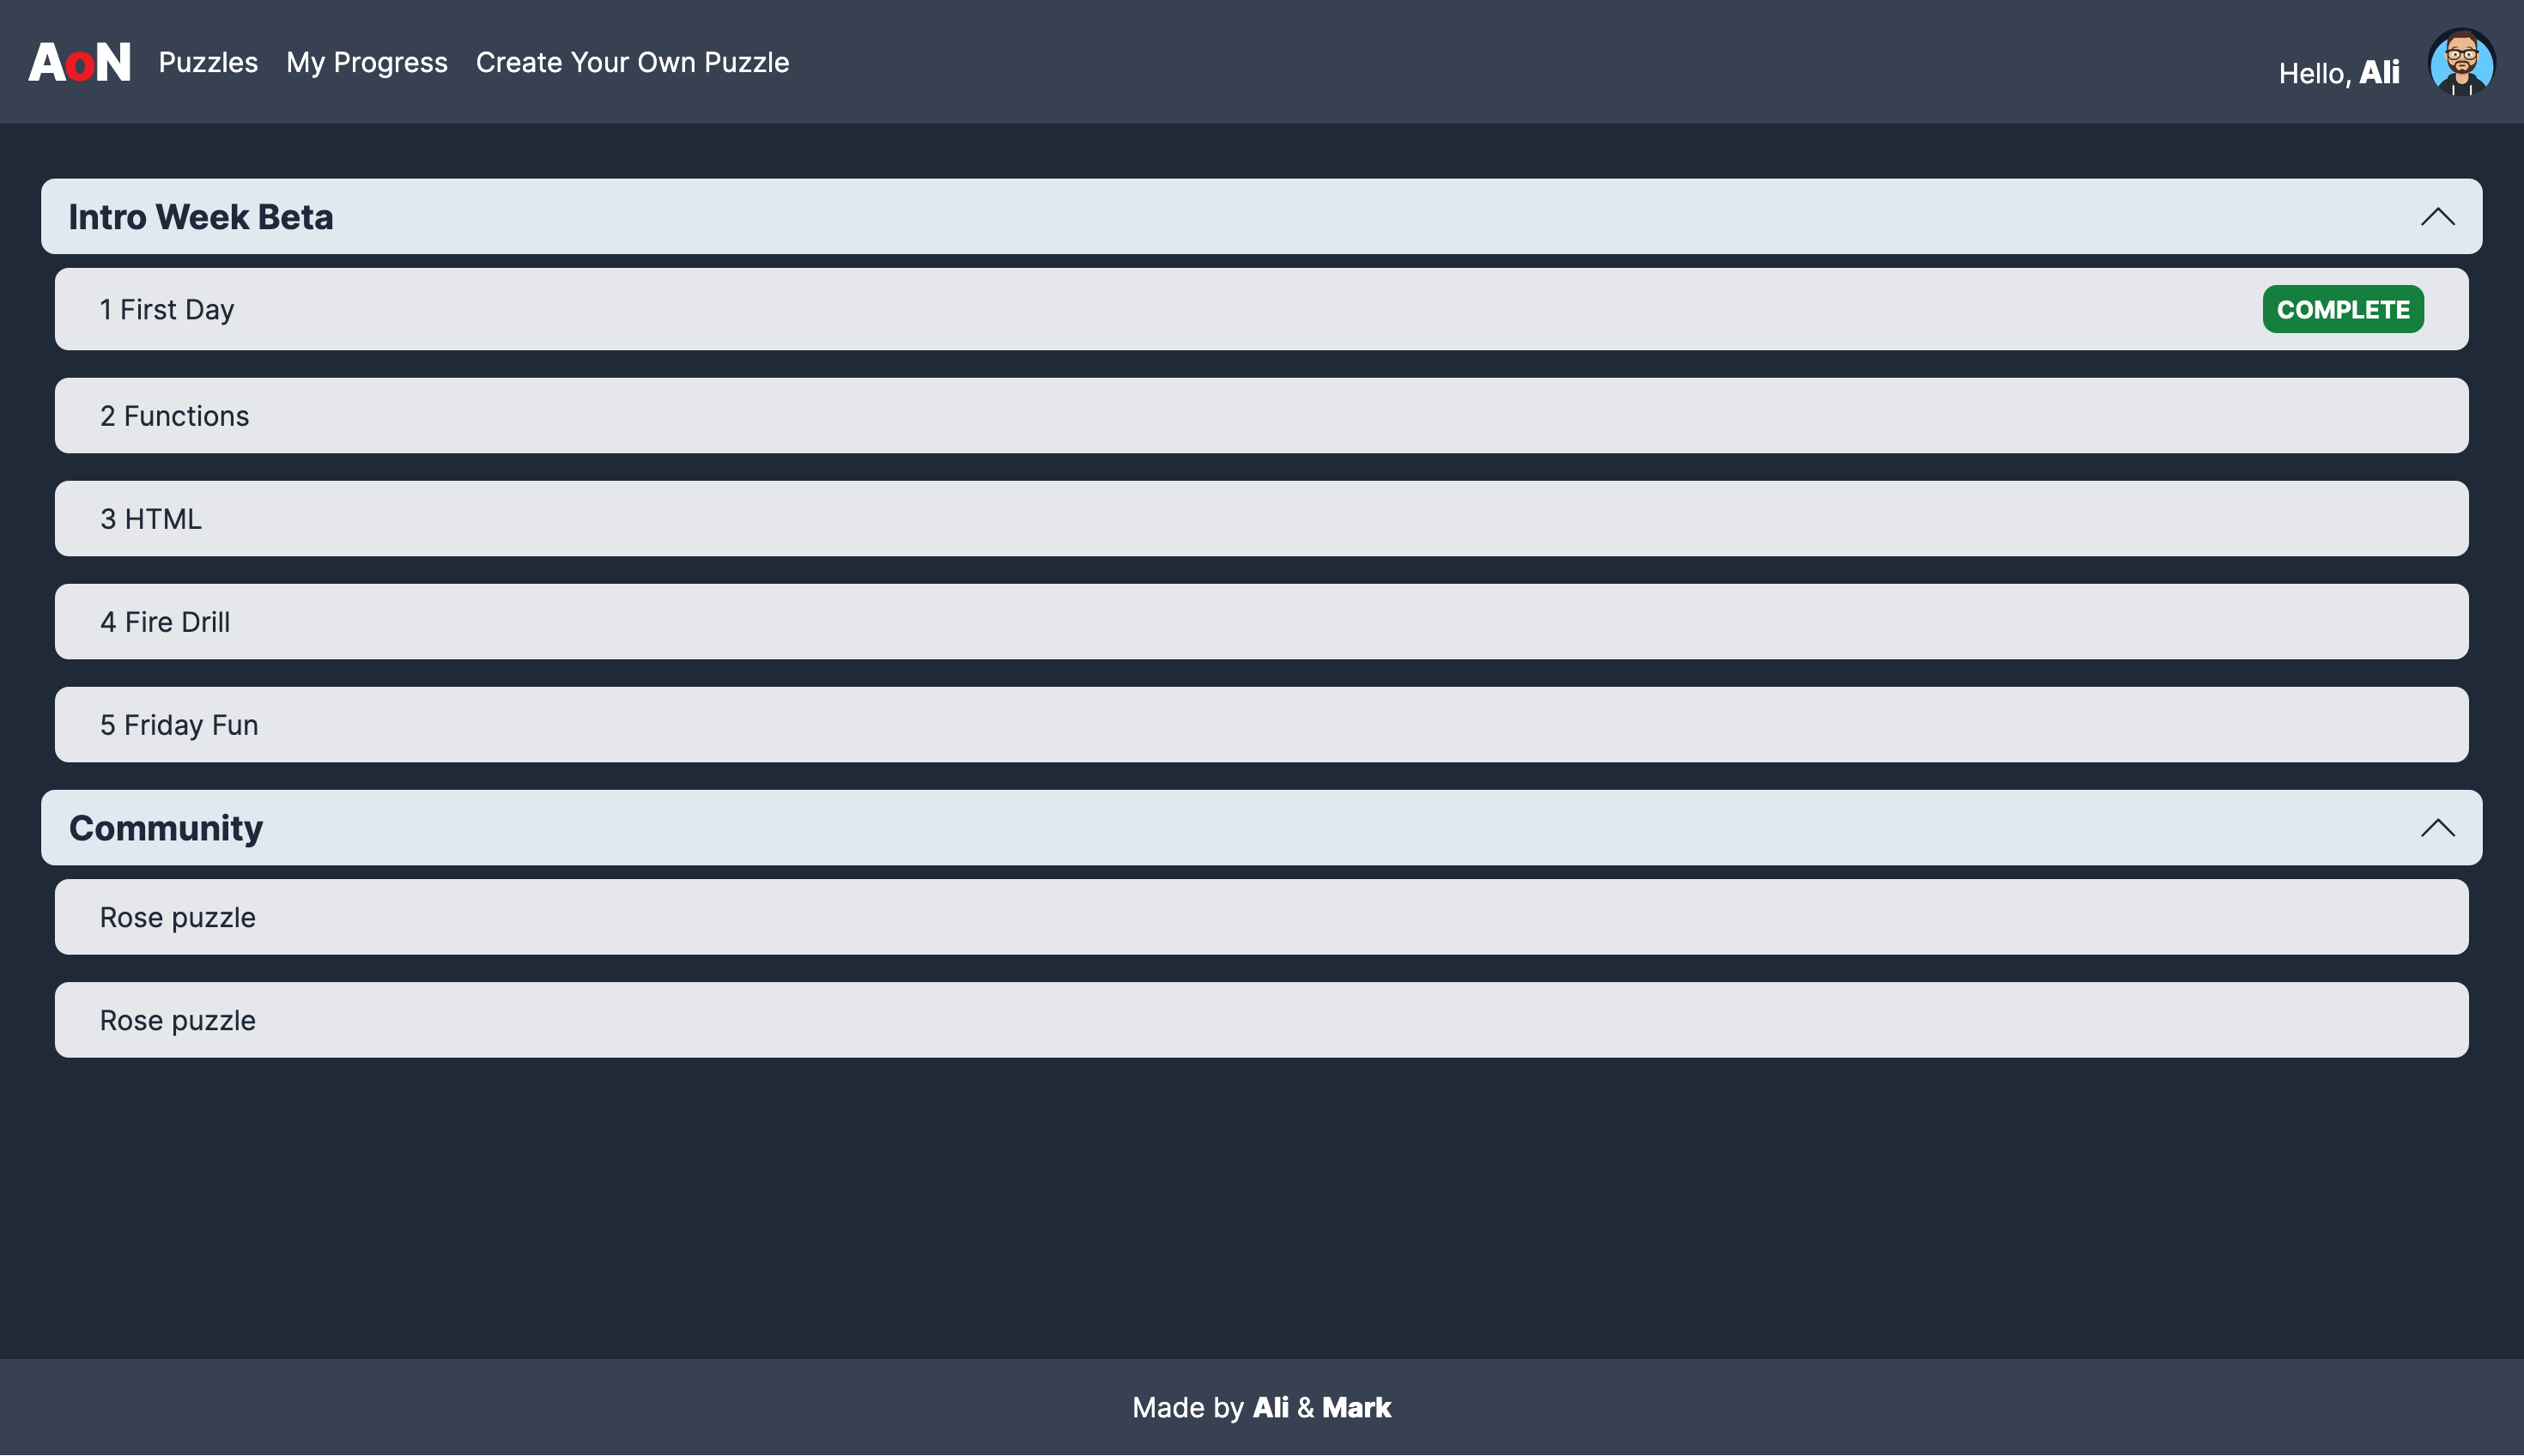 AoN Puzzles My Progress Create Your Own Puzzle Hello, Ali
Intro Week Beta
1 First Day COMPLETE
2 Functions
3 HTML
4 Fire Drill
5 Friday Fun
Community
Rose puzzle
Rose puzzle
Made by Ali & Mark